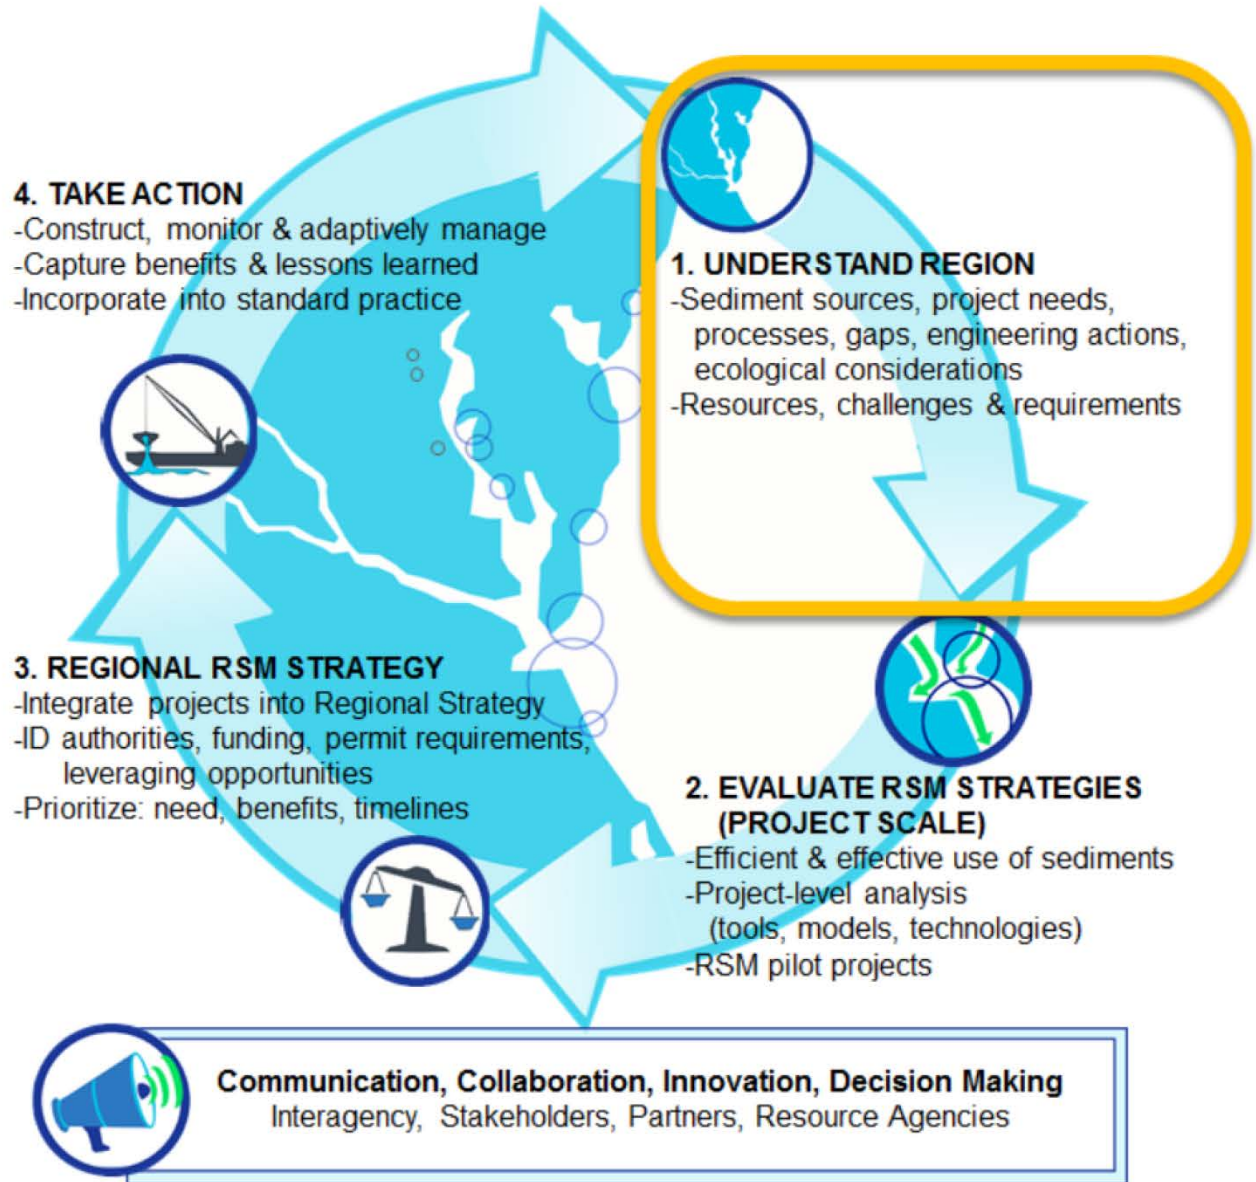 4. TAKE ACTION
-Construct, monitor & adaptively manage
-Capture benefits & lessons learned
-Incorporate into standard practice
1. UNDERSTAND REGION
-Sediment sources, project needs,
processes, gaps, engineering actions,
ecological considerations
-Resources, challenges & requirements
3. REGIONAL RSM STRATEGY
-Integrate projects into Regional Strategy
-ID authorities, funding, permit requirements,
leveraging opportunities
-Prioritize: need, benefits, timelines
2. EVALUATE RSM STRATEGIES
(PROJECT SCALE)
-Efficient & effective use of sediments
-Project-level analysis
(tools, models, technologies)
-RSM pilot projects
Communication, Collaboration, Innovation, Decision Making
Interagency, Stakeholders, Partners, Resource Agencies